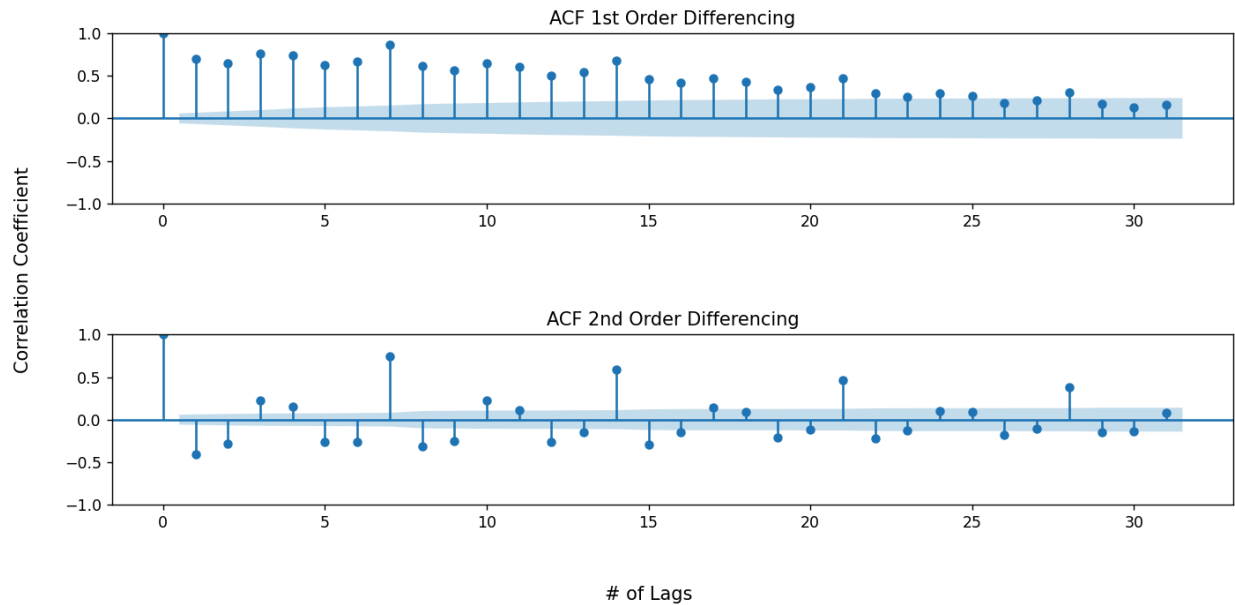 ACF 1st Order Differencing
1.0
0.5
0.0
−0.5
−1.0
0 5 10 15 20 25 30
Correlation Coefficient
ACF 2nd Order Differencing
1.0
0.5
0.0
−0.5
−1.0
0 5 10 15 20 25 30
# of Lags